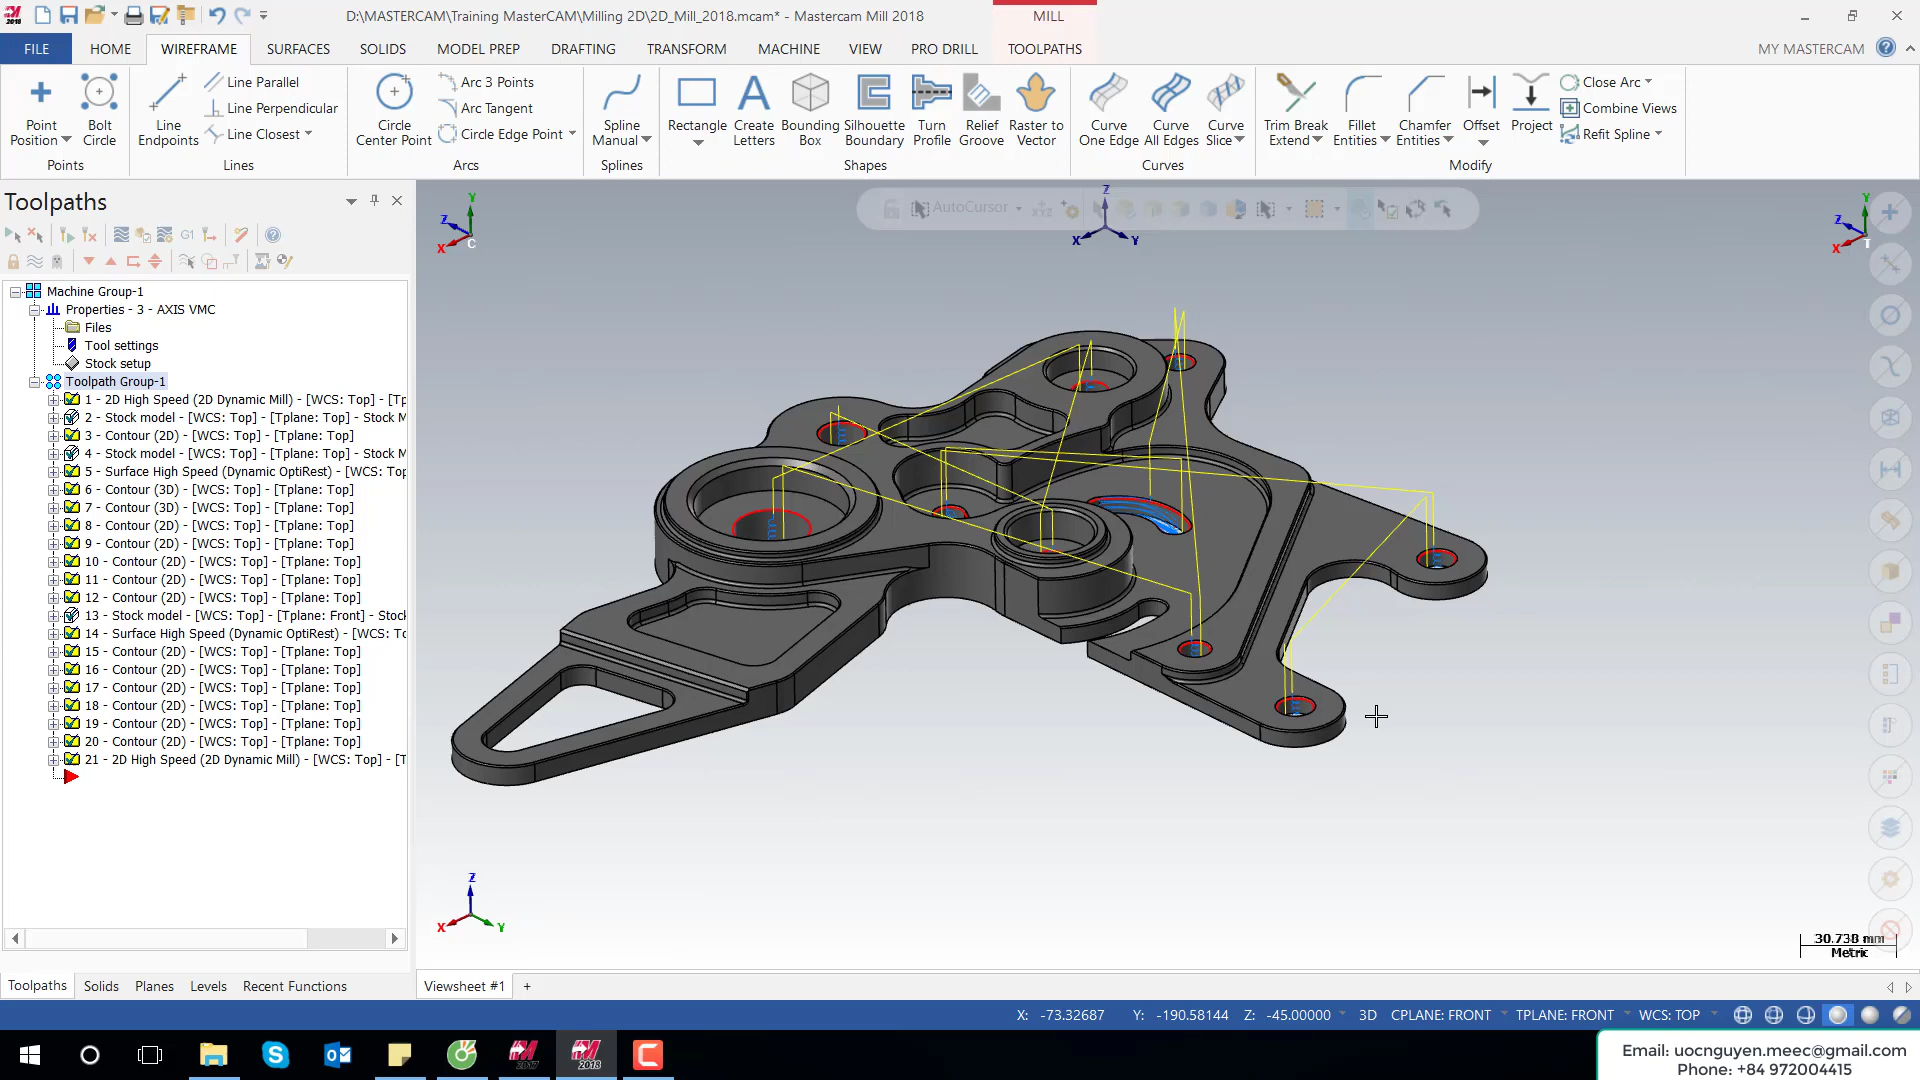 D:\MASTERCAM\Training MasterCAM\Milling 2D\2D_Mill_2018.mcam* - Mastercam Mill 2018
MILL
FILE
HOME
WIREFRAME
SURFACES
SOLIDS
MODEL PREP
DRAFTING
TRANSFORM
MACHINE
VIEW
PRO DRILL
TOOLPATHS
MY MASTERCAM
Point
Position
Bolt
Circle
Points
Line
Endpoints
Line Parallel
Line Perpendicular
Line Closest
Lines
Circle
Center Point
Arc 3 Points
Arc Tangent
Circle Edge Point
Arcs
Spline
Manual
Splines
Rectangle
Create
Letters
Bounding
Box
Silhouette
Boundary
Turn
Profile
Relief
Groove
Raster to
Vector
Shapes
Curve
One Edge
Curve
All Edges
Curve
Slice
Curves
Trim Break
Extend
Fillet
Entities
Chamfer
Entities
Offset
Project
Close Arc
Combine Views
Refit Spline
Modify
Toolpaths
G1
Machine Group-1
Properties - 3 - AXIS VMC
Files
Tool settings
Stock setup
Toolpath Group-1
1 - 2D High Speed (2D Dynamic Mill) - [WCS: Top] - [Tp
2 - Stock model - [WCS: Top] - [Tplane: Top] - Stock M
3 - Contour (2D) - [WCS: Top] - [Tplane: Top]
4 - Stock model - [WCS: Top] - [Tplane: Top] - Stock M
5 - Surface High Speed (Dynamic OptiRest) - [WCS: Top
6 - Contour (3D) - [WCS: Top] - [Tplane: Top]
7 - Contour (3D) - [WCS: Top] - [Tplane: Top]
8 - Contour (2D) - [WCS: Top] - [Tplane: Top]
9 - Contour (2D) - [WCS: Top] - [Tplane: Top]
10 - Contour (2D) - [WCS: Top] - [Tplane: Top]
11 - Contour (2D) - [WCS: Top] - [Tplane: Top]
12 - Contour (2D) - [WCS: Top] - [Tplane: Top]
13 - Stock model - [WCS: Top] - [Tplane: Front] - Stoc
14 - Surface High Speed (Dynamic OptiRest) - [WCS: To
15 - Contour (2D) - [WCS: Top] - [Tplane: Top]
16 - Contour (2D) - [WCS: Top] - [Tplane: Top]
17 - Contour (2D) - [WCS: Top] - [Tplane: Top]
18 - Contour (2D) - [WCS: Top] - [Tplane: Top]
19 - Contour (2D) - [WCS: Top] - [Tplane: Top]
20 - Contour (2D) - [WCS: Top] - [Tplane: Top]
21 - 2D High Speed (2D Dynamic Mill) - [WCS: Top] - [T
AutoCursor
Y
Z
X
C
Z
X
Y
Y
Z
X
T
Z
X
Y
30.738 mm
Metric
Toolpaths
Solids
Planes
Levels
Recent Functions
Viewsheet #1
+
X: -73.32687
Y: -190.58144
Z: -45.00000
3D
CPLANE: FRONT
TPLANE: FRONT
WCS: TOP
2017
2018
Email: uocnguyen.meec@gmail.com
Phone: +84 972004415